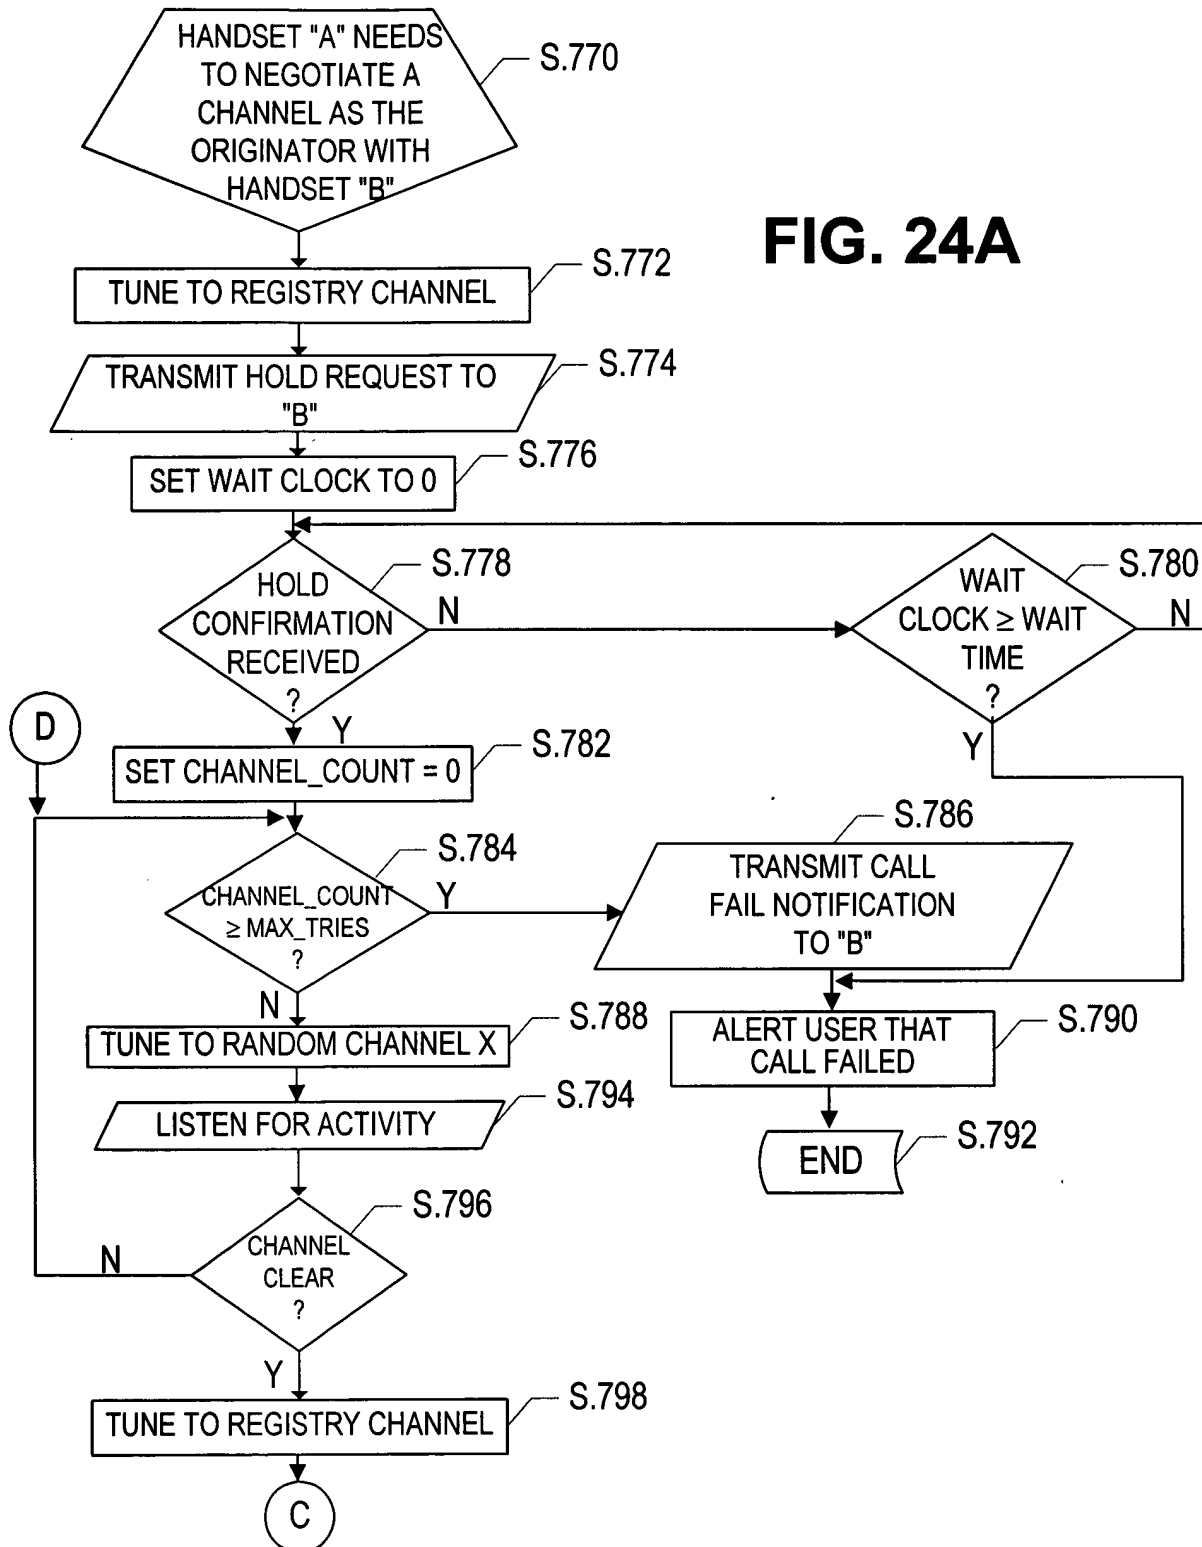 HANDSET "A" NEEDS
TO NEGOTIATE A
CHANNEL AS THE
ORIGINATOR WITH
HANDSET "B"
S.770
FIG. 24A
S.772
TUNE TO REGISTRY CHANNEL
S.774
TRANSMIT HOLD REQUEST TO
"B"
S.776
SET WAIT CLOCK TO 0
S.778
HOLD
CONFIRMATION
RECEIVED
?
N
S.780
WAIT
CLOCK ≥ WAIT
TIME
?
N
Y
Y
D
S.782
SET CHANNEL_COUNT = 0
S.784
CHANNEL_COUNT
≥ MAX_TRIES
?
Y
S.786
TRANSMIT CALL
FAIL NOTIFICATION
TO "B"
N
S.788
TUNE TO RANDOM CHANNEL X
S.790
ALERT USER THAT
CALL FAILED
S.794
LISTEN FOR ACTIVITY
S.792
END
S.796
CHANNEL
CLEAR
?
N
Y
S.798
TUNE TO REGISTRY CHANNEL
C